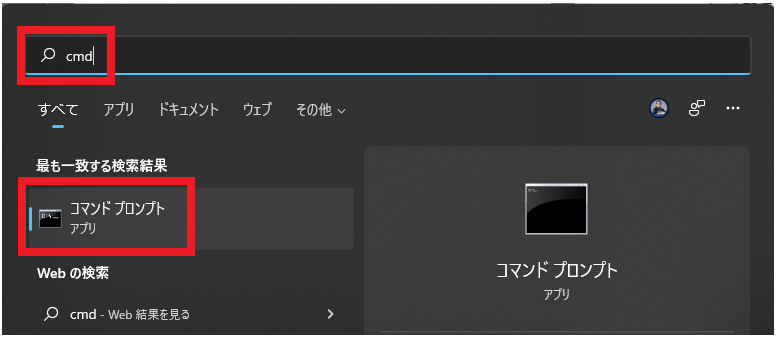 cmd
すべて アプリ ドキュメント ウェブ その他
最も一致する検索結果
コマンド プロンプト
アプリ
コマンド プロンプト
アプリ
Web の検索
cmd - Web 結果を見る